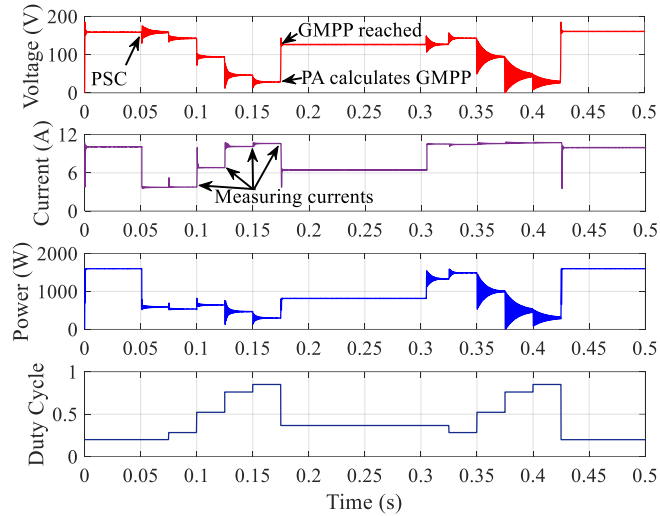 Voltage (V)
200
100
0
GMPP reached
PSC
PA calculates GMPP
0 0.05 0.1 0.15 0.2 0.25 0.3 0.35 0.4 0.45 0.5
Current (A)
12
6
0
Measuring currents
0 0.05 0.1 0.15 0.2 0.25 0.3 0.35 0.4 0.45 0.5
Power (W)
2000
1000
0
0 0.05 0.1 0.15 0.2 0.25 0.3 0.35 0.4 0.45 0.5
Duty Cycle
1
0.5
0
0 0.05 0.1 0.15 0.2 0.25 0.3 0.35 0.4 0.45 0.5
Time (s)